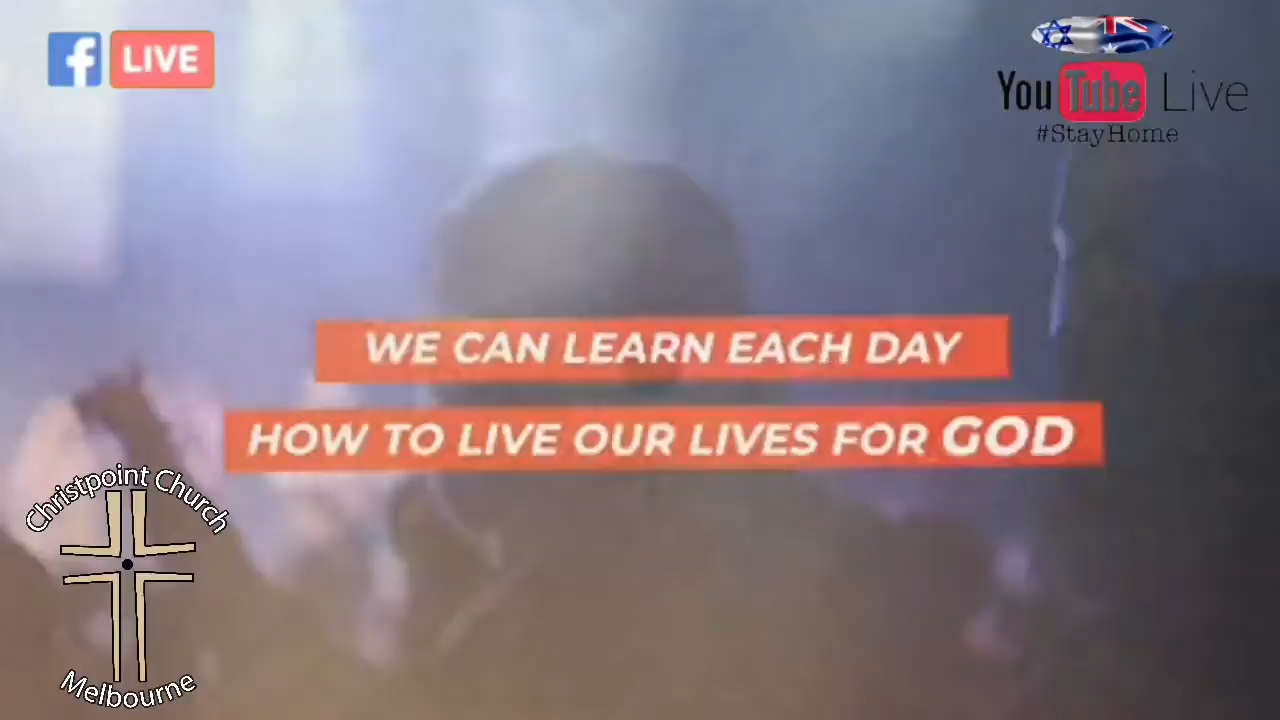 f LIVE
YouTube Live
#StayHome
WE CAN LEARN EACH DAY
HOW TO LIVE OUR LIVES FOR GOD
Christpoint Church
Melbourne